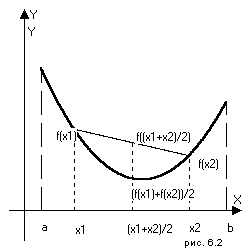 Y
Y
f(x1)
f((x1+x2)/2)
f(x2)
(f(x1)+f(x2))/2
X
a
x1
(x1+x2)/2
x2
b
рис. 6.2